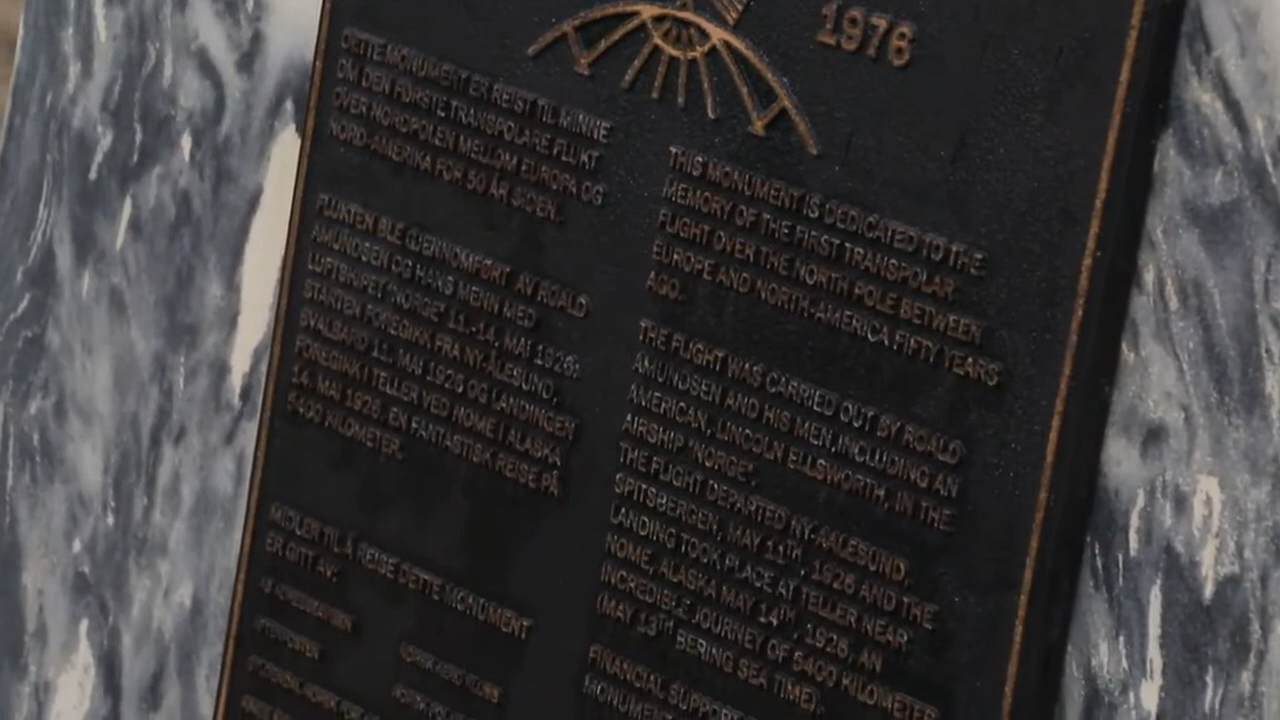 1976
DETTE MONUMENT ER REIST TIL MINNE
OM DEN FØRSTE TRANSPOLARE FLUKT
OVER NORDPOLEN MELLOM EUROPA OG
NORD-AMERIKA FOR 50 ÅR SIDEN.
FLUKTEN BLE GJENNOMFØRT AV ROALD
AMUNDSEN OG HANS MENN MED
LUFTSKIPET "NORGE" 11.-14. MAI 1926.
STARTEN FOREGIKK FRA NY-ÅLESUND,
SVALBARD 11. MAI 1926 OG LANDINGEN
FOREGIKK I TELLER VED NOME I ALASKA
14. MAI 1926. EN FANTASTISK REISE PÅ
5400 KILOMETER.
MIDLER TIL Å REISE DETTE MONUMENT
ER GITT AV:
THIS MONUMENT IS DEDICATED TO THE
MEMORY OF THE FIRST TRANSPOLAR
FLIGHT OVER THE NORTH POLE BETWEEN
EUROPE AND NORTH-AMERICA FIFTY YEARS
AGO.
THE FLIGHT WAS CARRIED OUT BY ROALD
AMUNDSEN AND HIS MEN, INCLUDING AN
AMERICAN, LINCOLN ELLSWORTH, IN THE
AIRSHIP "NORGE".
THE FLIGHT DEPARTED NY-AALESUND,
SPITSBERGEN, MAY 11TH, 1926 AND THE
LANDING TOOK PLACE AT TELLER NEAR
NOME, ALASKA MAY 14TH, 1926, AN
INCREDIBLE JOURNEY OF 5400 KILOMETER
(MAY 13TH BERING SEA TIME).
FINANCIAL SUPPORT
MONUMENT